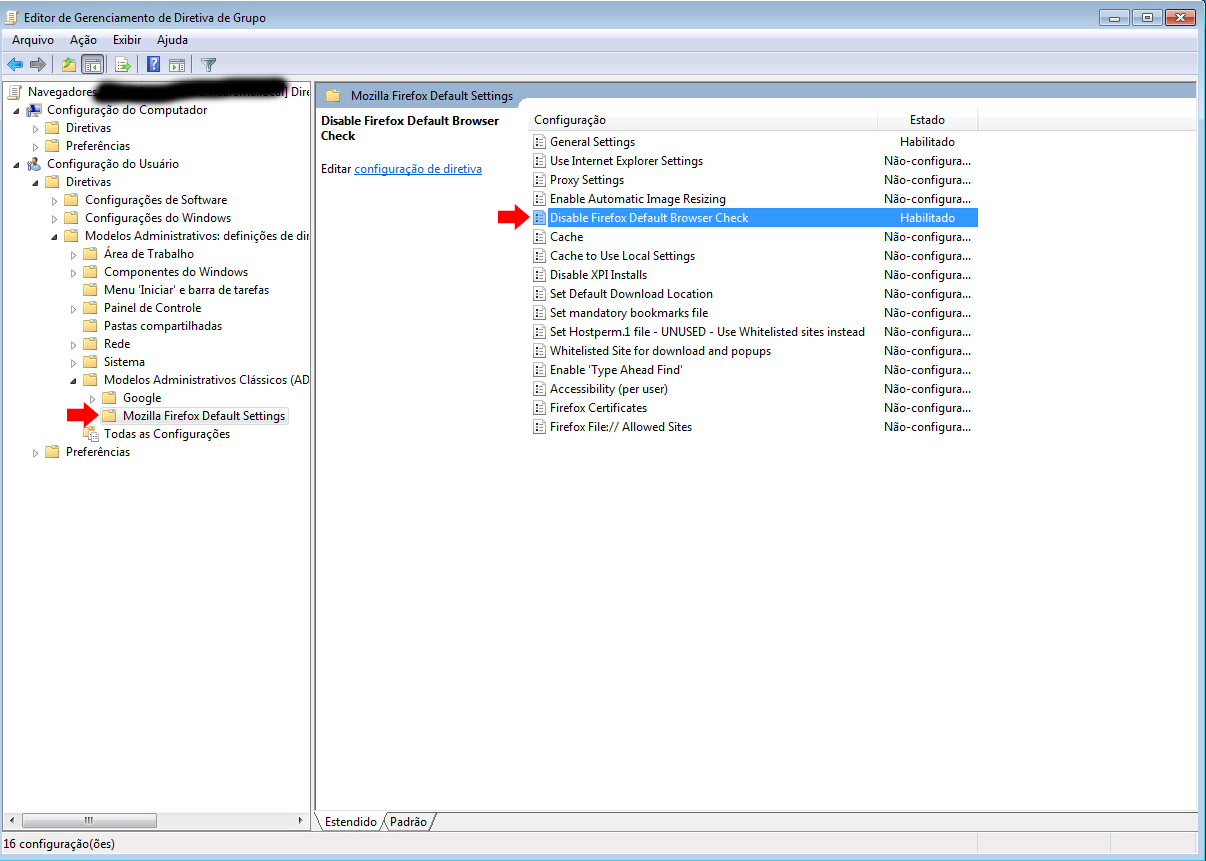 Editor de Gerenciamento de Diretiva de Grupo
Arquivo Ação Exibir Ajuda
Navegadores ] Dire
Configuração do Computador
Diretivas
Preferências
Configuração do Usuário
Diretivas
Configurações de Software
Configurações do Windows
Modelos Administrativos: definições de dir
Área de Trabalho
Componentes do Windows
Menu 'Iniciar' e barra de tarefas
Painel de Controle
Pastas compartilhadas
Rede
Sistema
Modelos Administrativos Clássicos (AD
Google
Mozilla Firefox Default Settings
Todas as Configurações
Preferências
Mozilla Firefox Default Settings
Disable Firefox Default Browser
Check
Editar configuração de diretiva
Configuração Estado
General Settings Habilitado
Use Internet Explorer Settings Não-configura...
Proxy Settings Não-configura...
Enable Automatic Image Resizing Não-configura...
Disable Firefox Default Browser Check Habilitado
Cache Não-configura...
Cache to Use Local Settings Não-configura...
Disable XPI Installs Não-configura...
Set Default Download Location Não-configura...
Set mandatory bookmarks file Não-configura...
Set Hostperm.1 file - UNUSED - Use Whitelisted sites instead Não-configura...
Whitelisted Site for download and popups Não-configura...
Enable 'Type Ahead Find' Não-configura...
Accessibility (per user) Não-configura...
Firefox Certificates Não-configura...
Firefox File:// Allowed Sites Não-configura...
Estendido Padrão
16 configuração(ões)